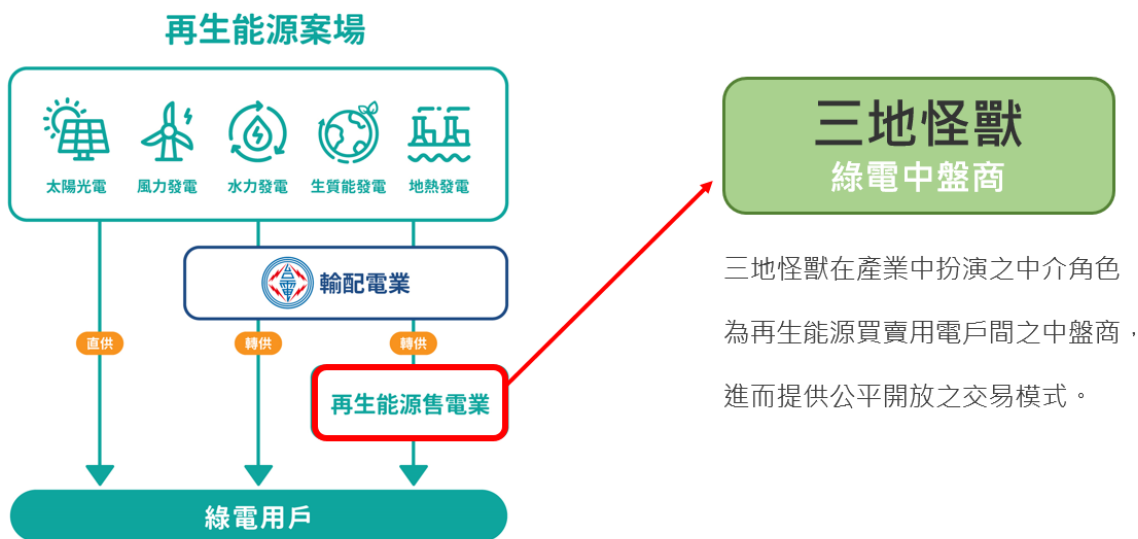 再生能源案場
太陽光電 風力發電 水力發電 生質能發電 地熱發電
輸配電業
直供 轉供 轉供
再生能源售電業
綠電用戶
三地怪獸
綠電中盤商
三地怪獸在產業中扮演之中介角色
為再生能源買賣用電戶間之中盤商，
進而提供公平開放之交易模式。